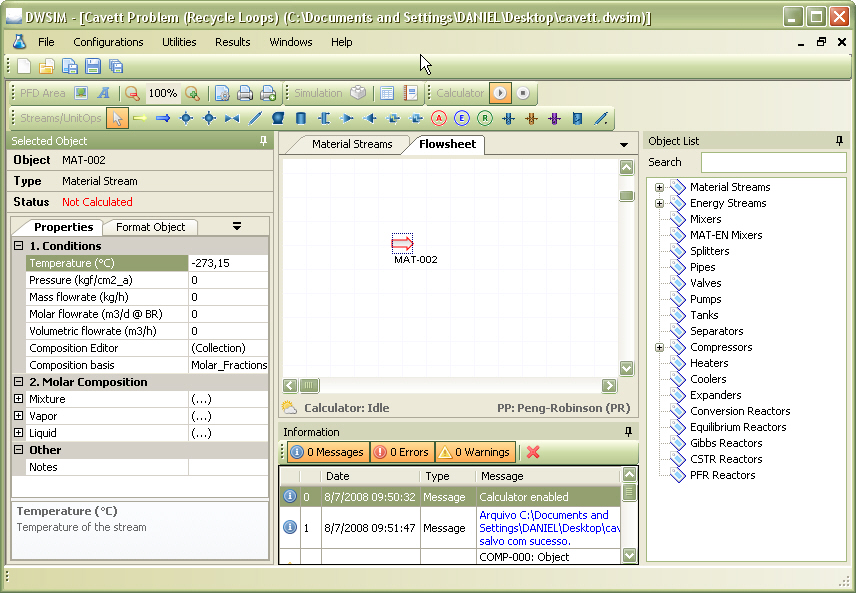 DWSIM - [Cavett Problem (Recycle Loops) (C:\Documents and Settings\DANIEL\Desktop\cavett.dwsim)]
File Configurations Utilities Results Windows Help
PFD Area A 100% Simulation Calculator
Streams/UnitOps A E R
Selected Object
Object MAT-002
Type Material Stream
Status Not Calculated
Properties Format Object
1. Conditions
Temperature (°C) -273,15
Pressure (kgf/cm2_a) 0
Mass flowrate (kg/h) 0
Molar flowrate (m3/d @ BR) 0
Volumetric flowrate (m3/h) 0
Composition Editor (Collection)
Composition basis Molar_Fractions
2. Molar Composition
Mixture (...)
Vapor (...)
Liquid (...)
Other
Notes
Temperature (°C)
Temperature of the stream
Material Streams Flowsheet
MAT-002
Calculator: Idle PP: Peng-Robinson (PR)
Information
0 Messages 0 Errors 0 Warnings
Date Type Message
0 8/7/2008 09:50:32 Message Calculator enabled
1 8/7/2008 09:51:47 Message Arquivo C:\Documents and
Settings\DANIEL\Desktop\cav
salvo com sucesso.
COMP-000: Object
Object List
Search
Material Streams
Energy Streams
Mixers
MAT-EN Mixers
Splitters
Pipes
Valves
Pumps
Tanks
Separators
Compressors
Heaters
Coolers
Expanders
Conversion Reactors
Equilibrium Reactors
Gibbs Reactors
CSTR Reactors
PFR Reactors